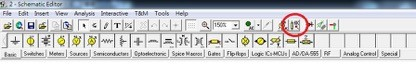 2 - Schematic Editor
File Edit Insert View Analysis Interactive T&M Tools Help
150%
Basic Switches Meters Sources Semiconductors Optoelectronic Spice Macros Gates Flip-flops Logic ICs-MCUs AD/DA-555 RF Analog Control Special